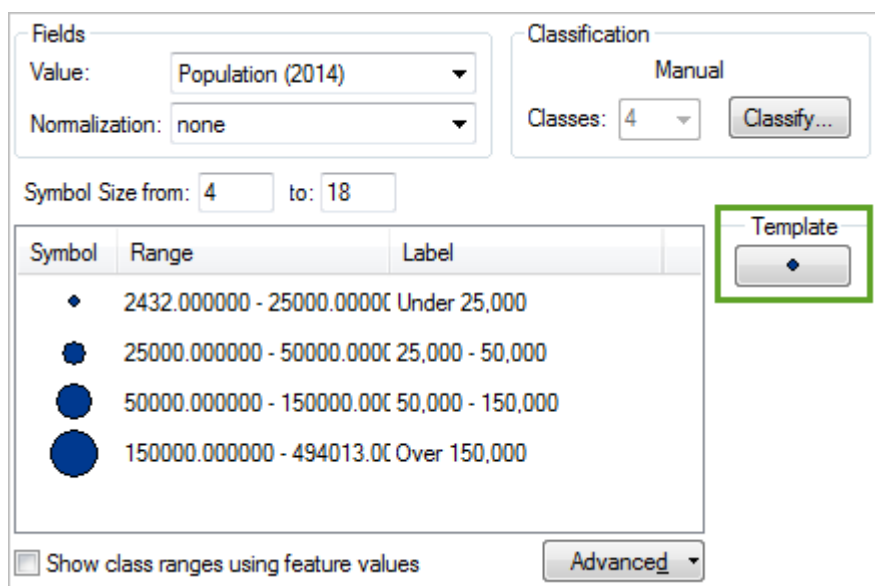 Fields
Value: Population (2014)
Normalization: none
Classification
Manual
Classes: 4 Classify...
Symbol Size from: 4 to: 18
Template
Symbol Range Label
2432.000000 - 25000.00000 Under 25,000
25000.000000 - 50000.0000 25,000 - 50,000
50000.000000 - 150000.000 50,000 - 150,000
150000.000000 - 494013.00 Over 150,000
Show class ranges using feature values
Advanced